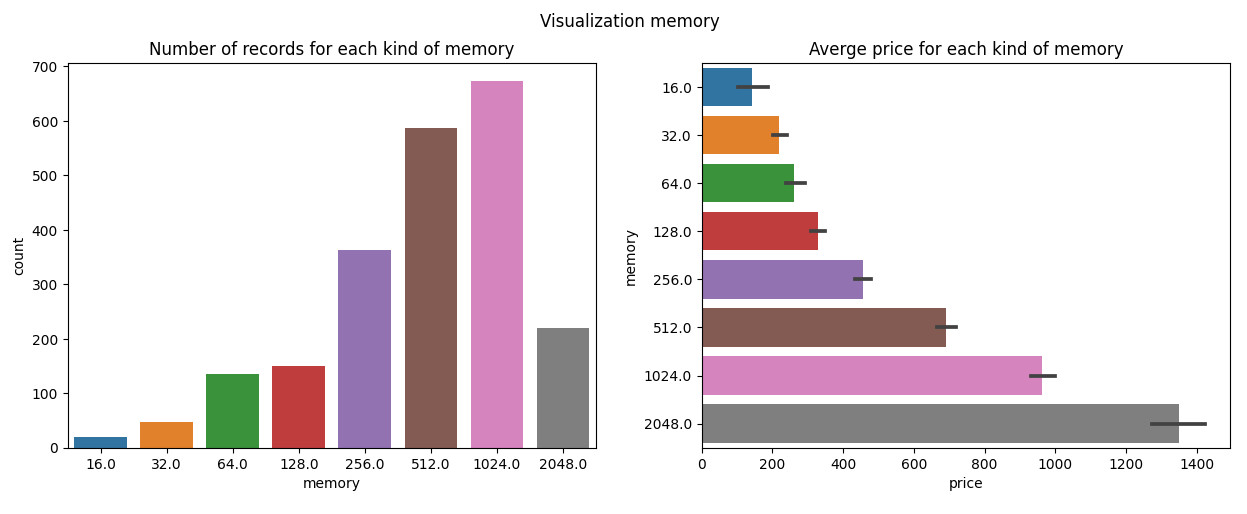 Visualization memory
Number of records for each kind of memory
700
600
500
400
300
200
100
0
count
16.0 32.0 64.0 128.0 256.0 512.0 1024.0 2048.0
memory
Averge price for each kind of memory
16.0
32.0
64.0
128.0
256.0
512.0
1024.0
2048.0
memory
0 200 400 600 800 1000 1200 1400
price